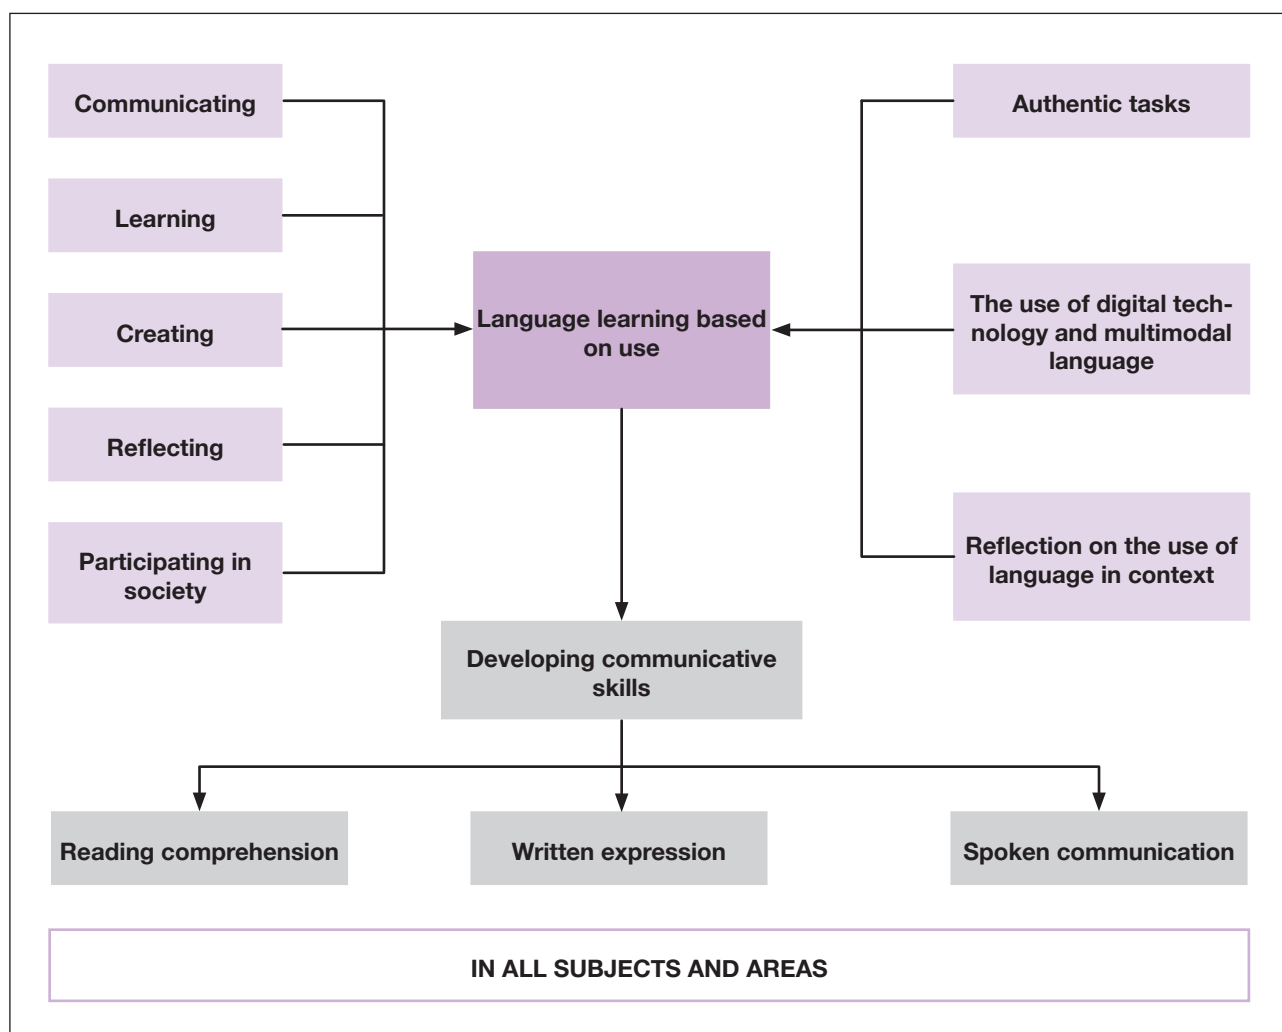 Communicating
Learning
Creating
Reflecting
Participating in
society
Language learning based
on use
Authentic tasks
The use of digital tech-
nology and multimodal
language
Reflection on the use of
language in context
Developing communicative
skills
Reading comprehension
Written expression
Spoken communication
IN ALL SUBJECTS AND AREAS